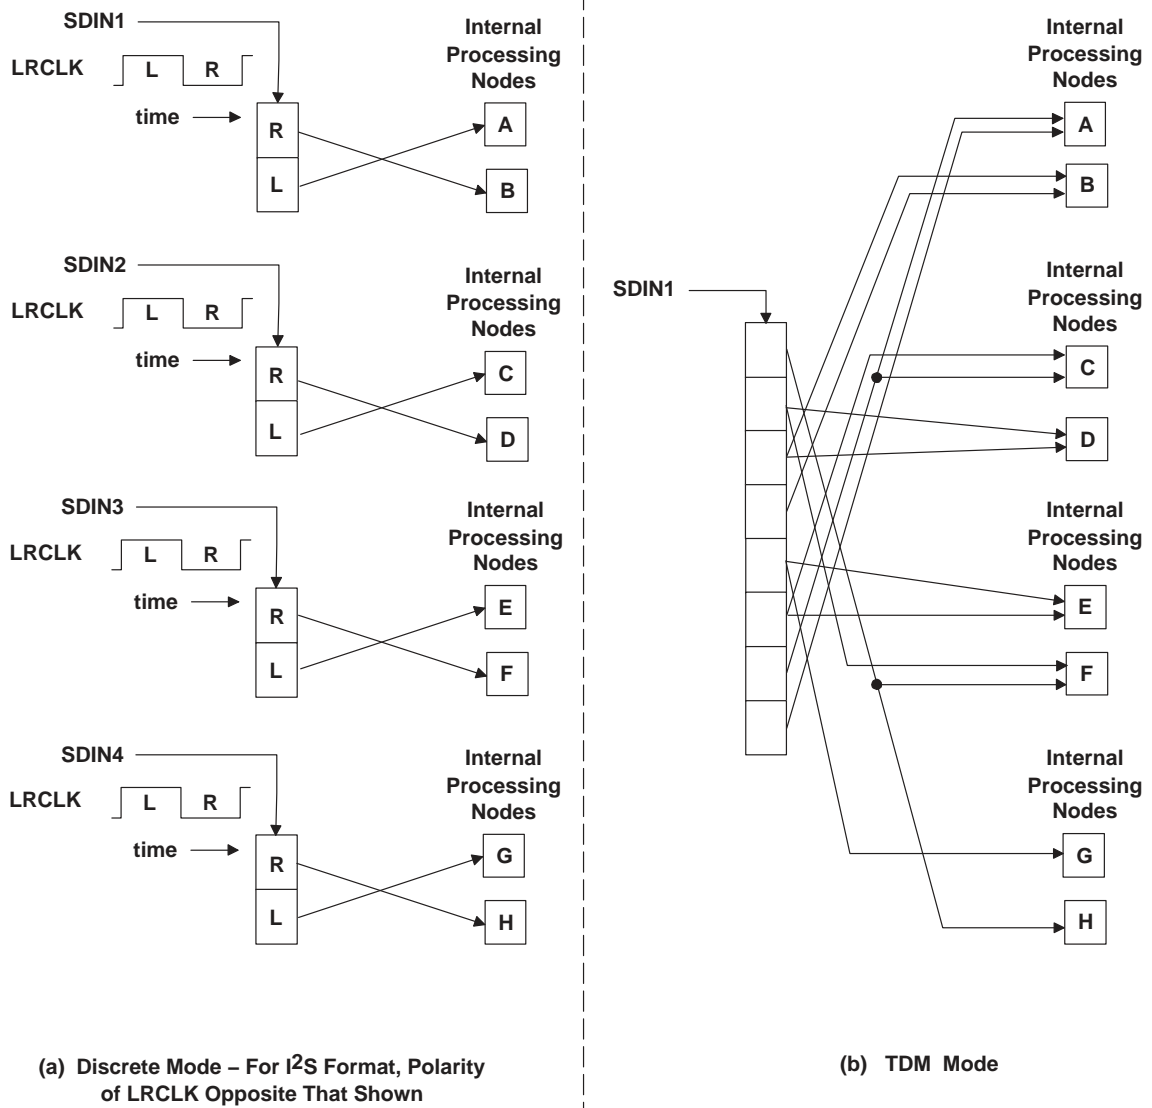 SDIN1
LRCLK
L
R
time
R
L
Internal
Processing
Nodes
A
B
SDIN2
LRCLK
L
R
time
R
L
Internal
Processing
Nodes
C
D
SDIN3
LRCLK
L
R
time
R
L
Internal
Processing
Nodes
E
F
SDIN4
LRCLK
L
R
time
R
L
Internal
Processing
Nodes
G
H
(a) Discrete Mode – For I2S Format, Polarity
of LRCLK Opposite That Shown
SDIN1
Internal
Processing
Nodes
A
B
Internal
Processing
Nodes
C
D
Internal
Processing
Nodes
E
F
Internal
Processing
Nodes
G
H
(b) TDM Mode